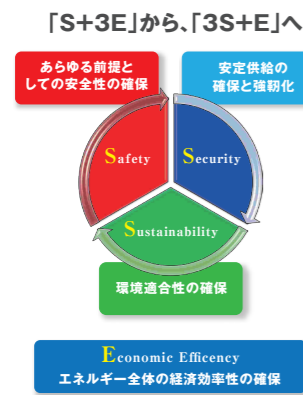 「S+3E」から、「3S+E」へ
あらゆる前提と
しての安全性の確保
安定供給の
確保と強靭化
Safety
Security
Sustainability
環境適合性の確保
Economic Efficency
エネルギー全体の経済効率性の確保